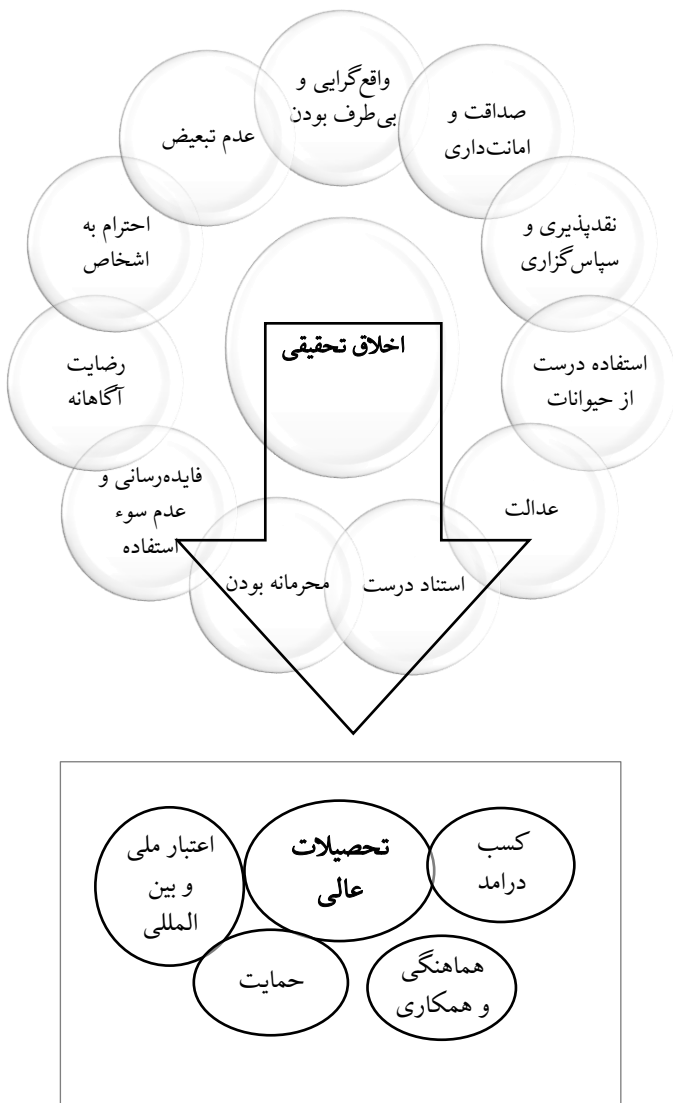 واقع‌گرایی و
بی‌طرف بودن
صداقت و
امانت‌داری
نقدپذیری و
سپاس‌گزاری
استفاده درست
از حیوانات
عدالت
استناد درست
محرمانه بودن
فایده‌رسانی و
عدم سوء
استفاده
رضایت
آگاهانه
احترام به
اشخاص
عدم تبعیض
اخلاق تحقیقی
کسب
درامد
تحصیلات
عالی
اعتبار ملی
و بین
المللی
هماهنگی
و همکاری
حمایت